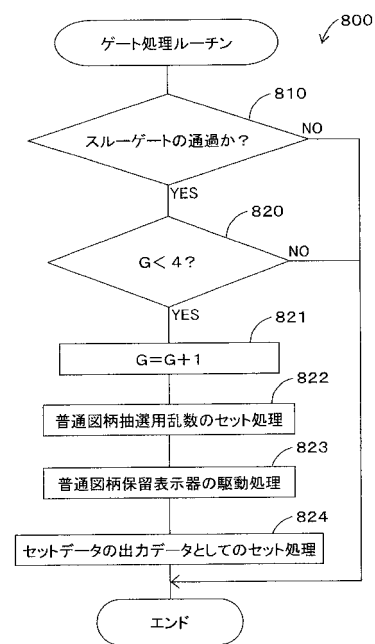 800
ゲート処理ルーチン
810
スルーゲートの通過か?
NO
YES
820
G<4?
NO
YES
821
G=G+1
822
普通図柄抽選用乱数のセット処理
823
普通図柄保留表示器の駆動処理
824
セットデータの出力データとしてのセット処理
エンド